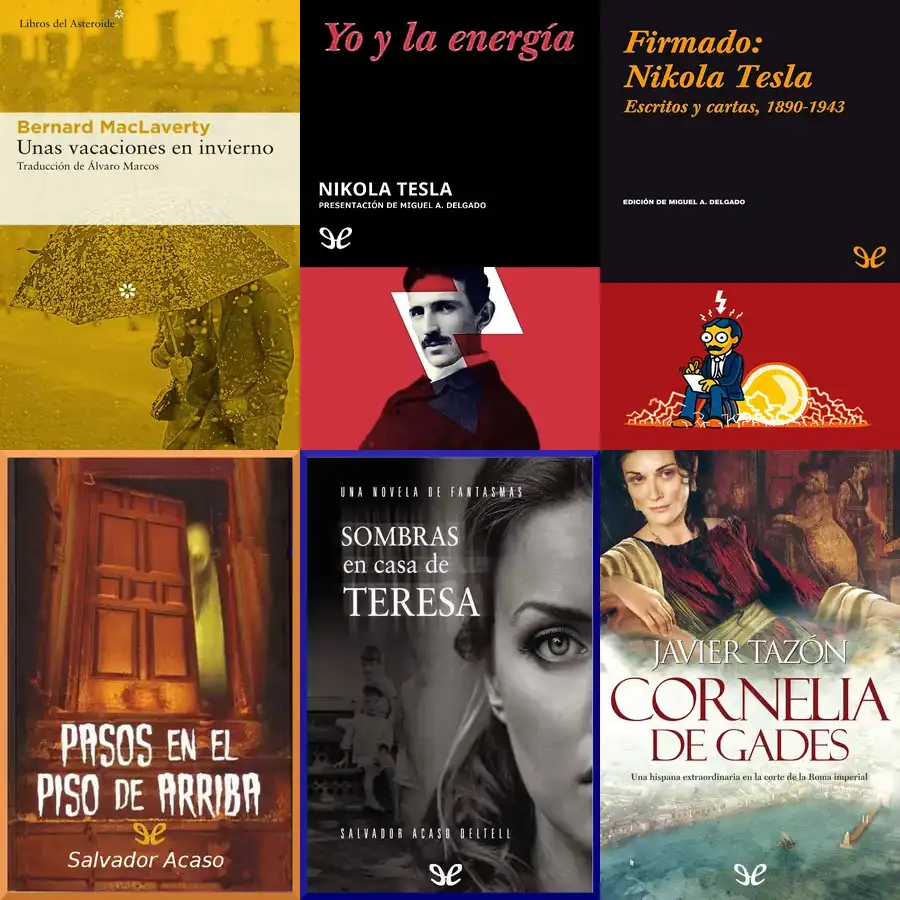 Libros del Asteroide
Bernard MacLaverty
Unas vacaciones en invierno
Traducción de Álvaro Marcos
Yo y la energía
NIKOLA TESLA
PRESENTACIÓN DE MIGUEL A. DELGADO
Firmado:
Nikola Tesla
Escritos y cartas, 1890-1943
EDICIÓN DE MIGUEL A. DELGADO
PASOS EN EL
PISO DE ARRIBA
Salvador Acaso
UNA NOVELA DE FANTASMAS
SOMBRAS
en casa de
TERESA
SALVADOR ACASO DELTELL
JAVIER TAZÓN
CORNELIA
DE GADES
Una hispana extraordinaria en la corte de la Roma imperial